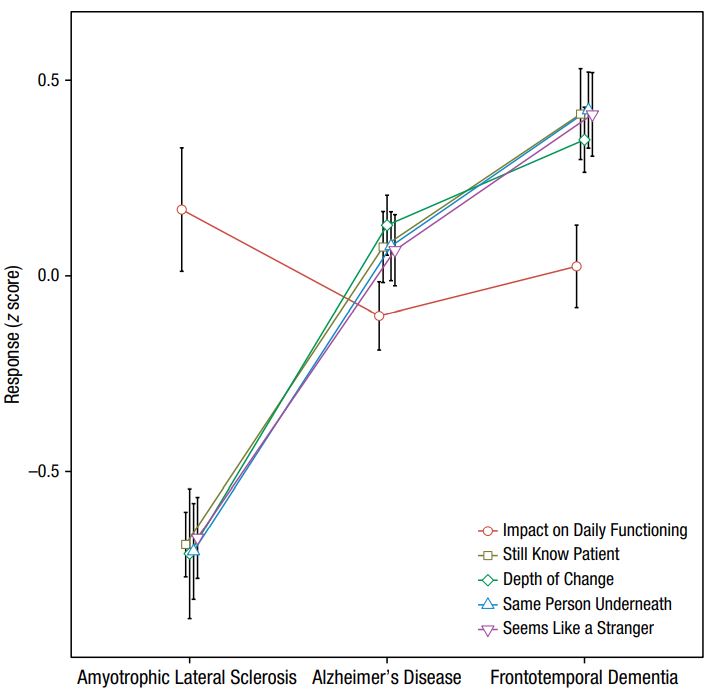 0.5
0.0
–0.5
Response (z score)
Amyotrophic Lateral Sclerosis Alzheimer’s Disease Frontotemporal Dementia
Impact on Daily Functioning
Still Know Patient
Depth of Change
Same Person Underneath
Seems Like a Stranger